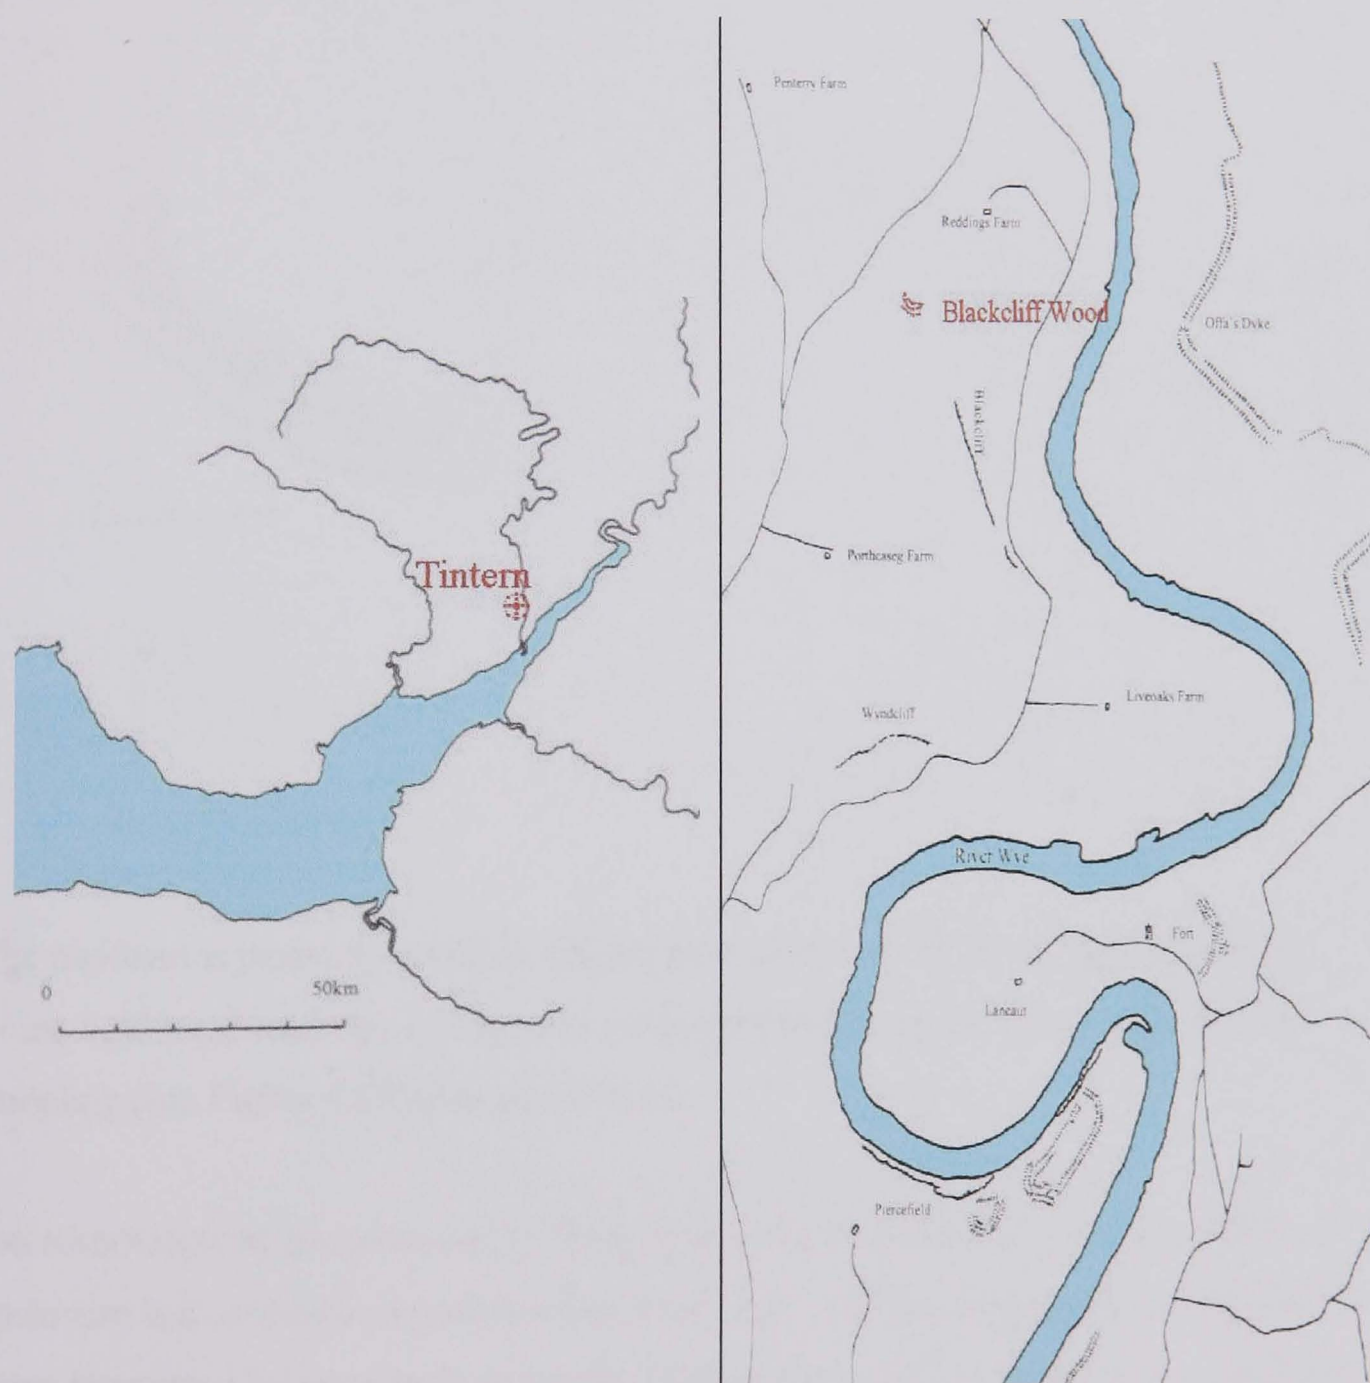 Tintern
0 50km
Penterry Farm
Reddings Farm
Blackcliff Wood
Offa's Dyke
Blackcliff
Porthcaseg Farm
Liveoaks Farm
Wyndcliff
River Wye
Fort
Lancaut
Piercefield